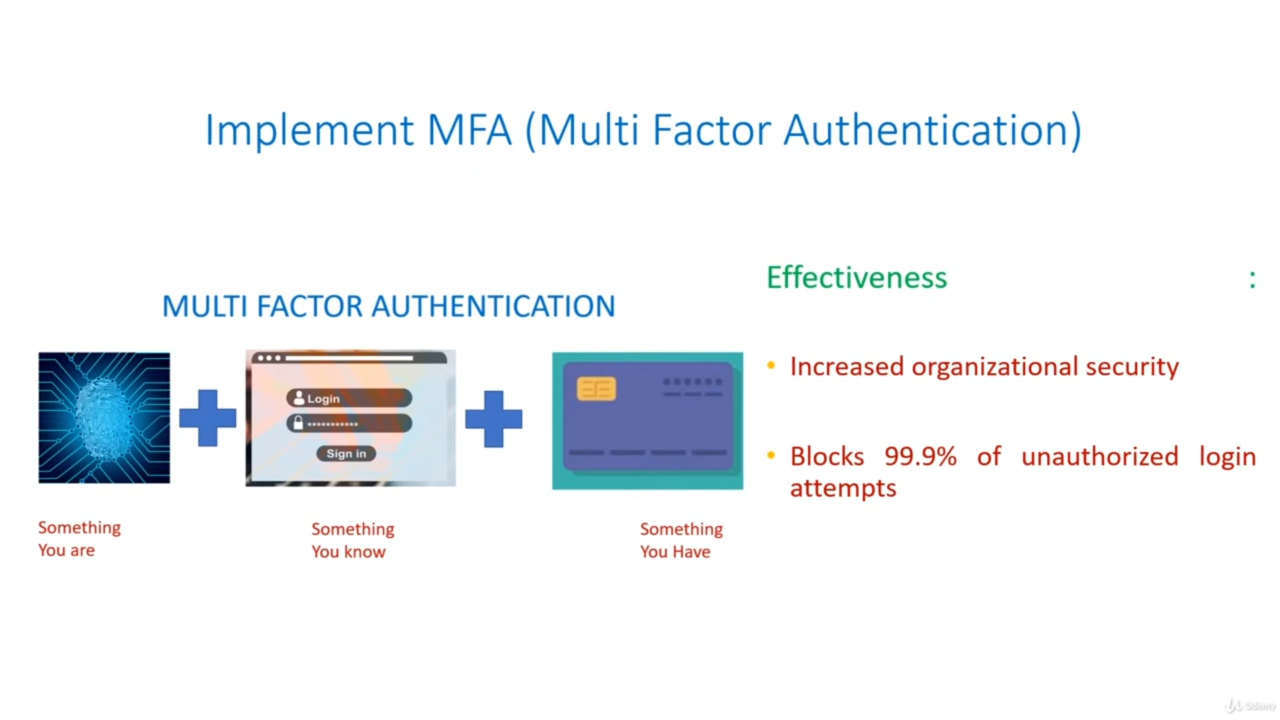 Implement MFA (Multi Factor Authentication)
MULTI FACTOR AUTHENTICATION
Login
***********
Sign in
Something
You are
Something
You know
Something
You Have
Effectiveness :
• Increased organizational security
• Blocks 99.9% of unauthorized login
attempts
Udemy